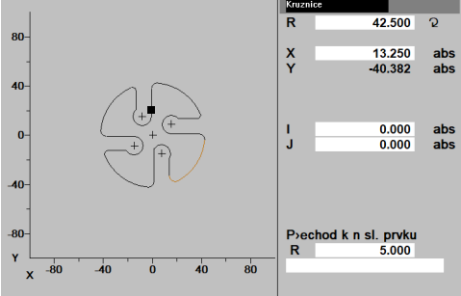 Kruznice
R 42.500
X 13.250 abs
Y -40.382 abs
I 0.000 abs
J 0.000 abs
P›echod k n sl. prvku
R 5.000
80
40
0
-40
-80
Y
X -80 -40 0 40 80